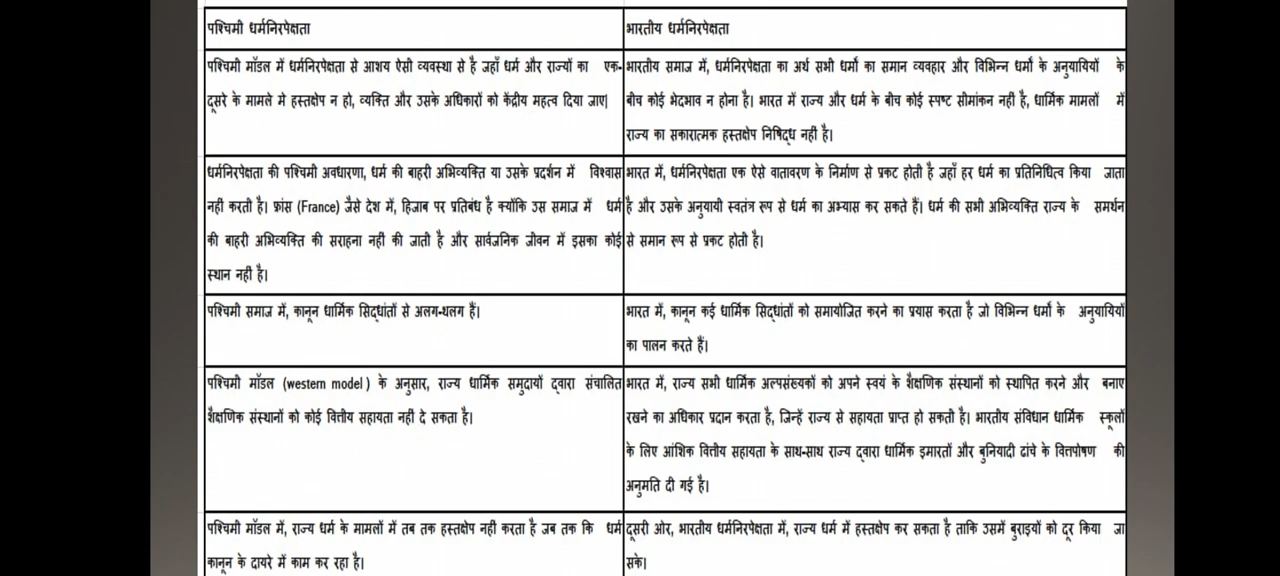 पश्चिमी धर्मनिरपेक्षता
भारतीय धर्मनिरपेक्षता
पश्चिमी मॉडल में धर्मनिरपेक्षता से आशय ऐसी व्यवस्था से है जहाँ धर्म और राज्यों का एक-
दूसरे के मामले मे हस्तक्षेप न हो, व्यक्ति और उसके अधिकारों को केंद्रीय महत्व दिया जाए|
भारतीय समाज में, धर्मनिरपेक्षता का अर्थ सभी धर्मों का समान व्यवहार और विभिन्न धर्मों के अनुयायियों के
बीच कोई भेदभाव न होना है। भारत में राज्य और धर्म के बीच कोई स्पष्ट सीमांकन नहीं है, धार्मिक मामलों में
राज्य का सकारात्मक हस्तक्षेप निषिद्ध नहीं है।
धर्मनिरपेक्षता की पश्चिमी अवधारणा, धर्म की बाहरी अभिव्यक्ति या उसके प्रदर्शन में विश्वास
नहीं करती है। फ्रांस (France) जैसे देश में, हिजाब पर प्रतिबंध है क्योंकि उस समाज में धर्म
की बाहरी अभिव्यक्ति की सराहना नहीं की जाती है और सार्वजनिक जीवन में इसका कोई
स्थान नहीं है।
भारत में, धर्मनिरपेक्षता एक ऐसे वातावरण के निर्माण से प्रकट होती है जहाँ हर धर्म का प्रतिनिधित्व किया जाता
है और उसके अनुयायी स्वतंत्र रूप से धर्म का अभ्यास कर सकते हैं। धर्म की सभी अभिव्यक्ति राज्य के समर्थन
से समान रूप से प्रकट होती है।
पश्चिमी समाज में, कानून धार्मिक सिद्धांतों से अलग-थलग हैं।
भारत में, कानून कई धार्मिक सिद्धांतों को समायोजित करने का प्रयास करता है जो विभिन्न धर्मों के अनुयायियों
का पालन करते हैं।
पश्चिमी मॉडल (western model) के अनुसार, राज्य धार्मिक समुदायों द्वारा संचालित
शैक्षणिक संस्थानों को कोई वित्तीय सहायता नहीं दे सकता है।
भारत में, राज्य सभी धार्मिक अल्पसंख्यकों को अपने स्वयं के शैक्षणिक संस्थानों को स्थापित करने और बनाए
रखने का अधिकार प्रदान करता है, जिन्हें राज्य से सहायता प्राप्त हो सकती है। भारतीय संविधान धार्मिक स्कूलों
के लिए आंशिक वित्तीय सहायता के साथ-साथ राज्य द्वारा धार्मिक इमारतों और बुनियादी ढांचे के वित्तपोषण की
अनुमति दी गई है।
पश्चिमी मॉडल में, राज्य धर्म के मामलों में तब तक हस्तक्षेप नहीं करता है जब तक कि धर्म
कानून के दायरे में काम कर रहा है।
दूसरी ओर, भारतीय धर्मनिरपेक्षता में, राज्य धर्म में हस्तक्षेप कर सकता है ताकि उसमें बुराइयों को दूर किया जा
सके।